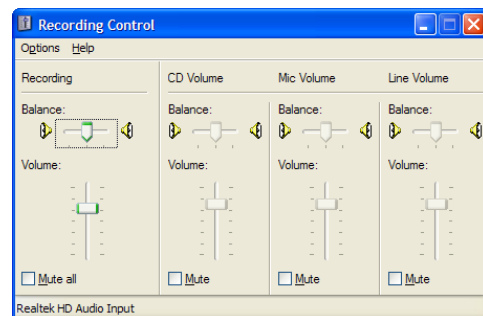 Recording Control
Options Help
Recording CD Volume Mic Volume Line Volume
Balance: Balance: Balance: Balance:
Volume: Volume: Volume: Volume:
Mute all Mute Mute Mute
Realtek HD Audio Input